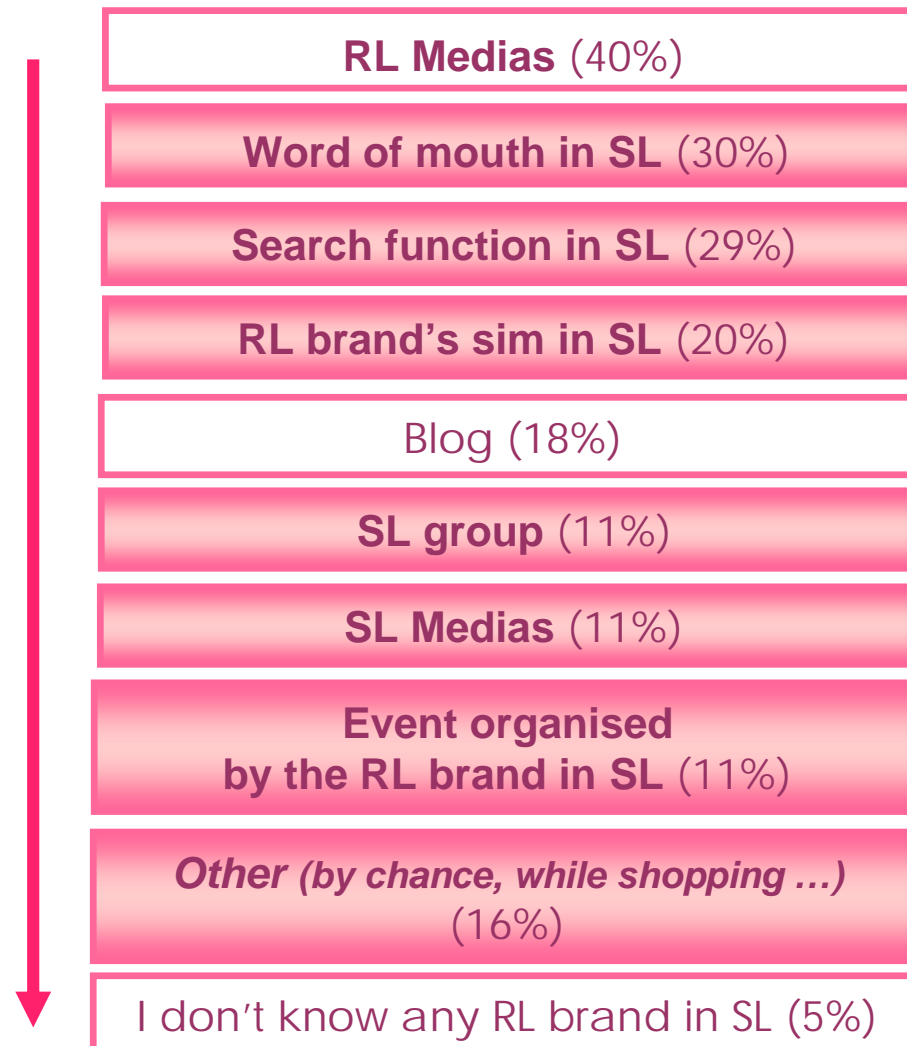 RL Medias (40%)
Word of mouth in SL (30%)
Search function in SL (29%)
RL brand's sim in SL (20%)
Blog (18%)
SL group (11%)
SL Medias (11%)
Event organised
by the RL brand in SL (11%)
Other (by chance, while shopping …)
(16%)
I don't know any RL brand in SL (5%)